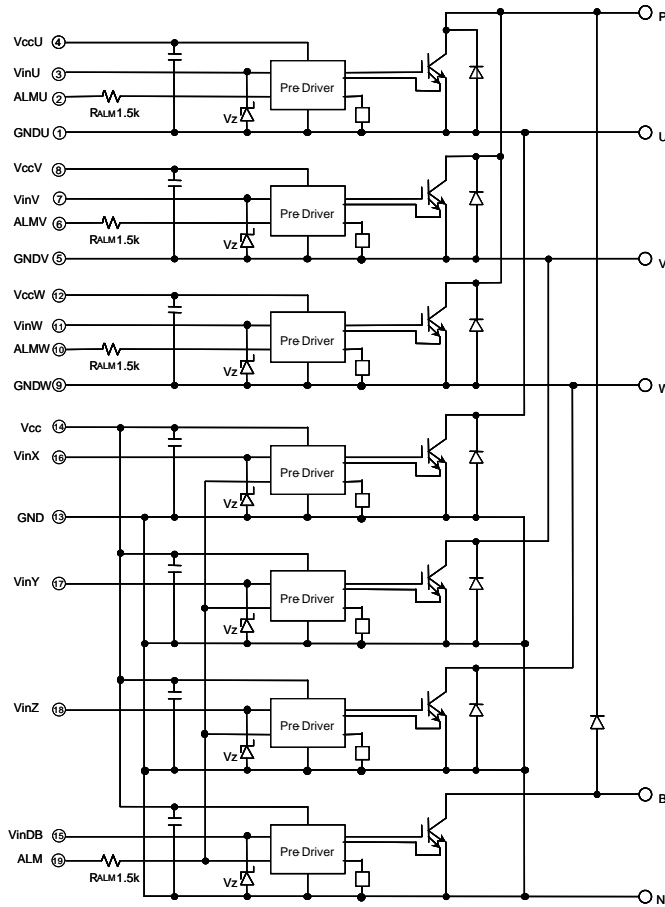 P
VccU ④
VinU ③
Pre Driver
ALMU ②
RALM1.5k
Vz
GNDU ①
U
VccV ⑧
VinV ⑦
Pre Driver
ALMV ⑥
RALM1.5k
Vz
GNDV ⑤
V
VccW ⑫
VinW ⑪
Pre Driver
ALMW ⑩
RALM1.5k
Vz
GNDW ⑨
W
Vcc ⑭
VinX ⑯
Pre Driver
Vz
GND ⑬
VinY ⑰
Pre Driver
Vz
VinZ ⑱
Pre Driver
Vz
B
VinDB ⑮
Pre Driver
ALM ⑲
RALM1.5k
Vz
N